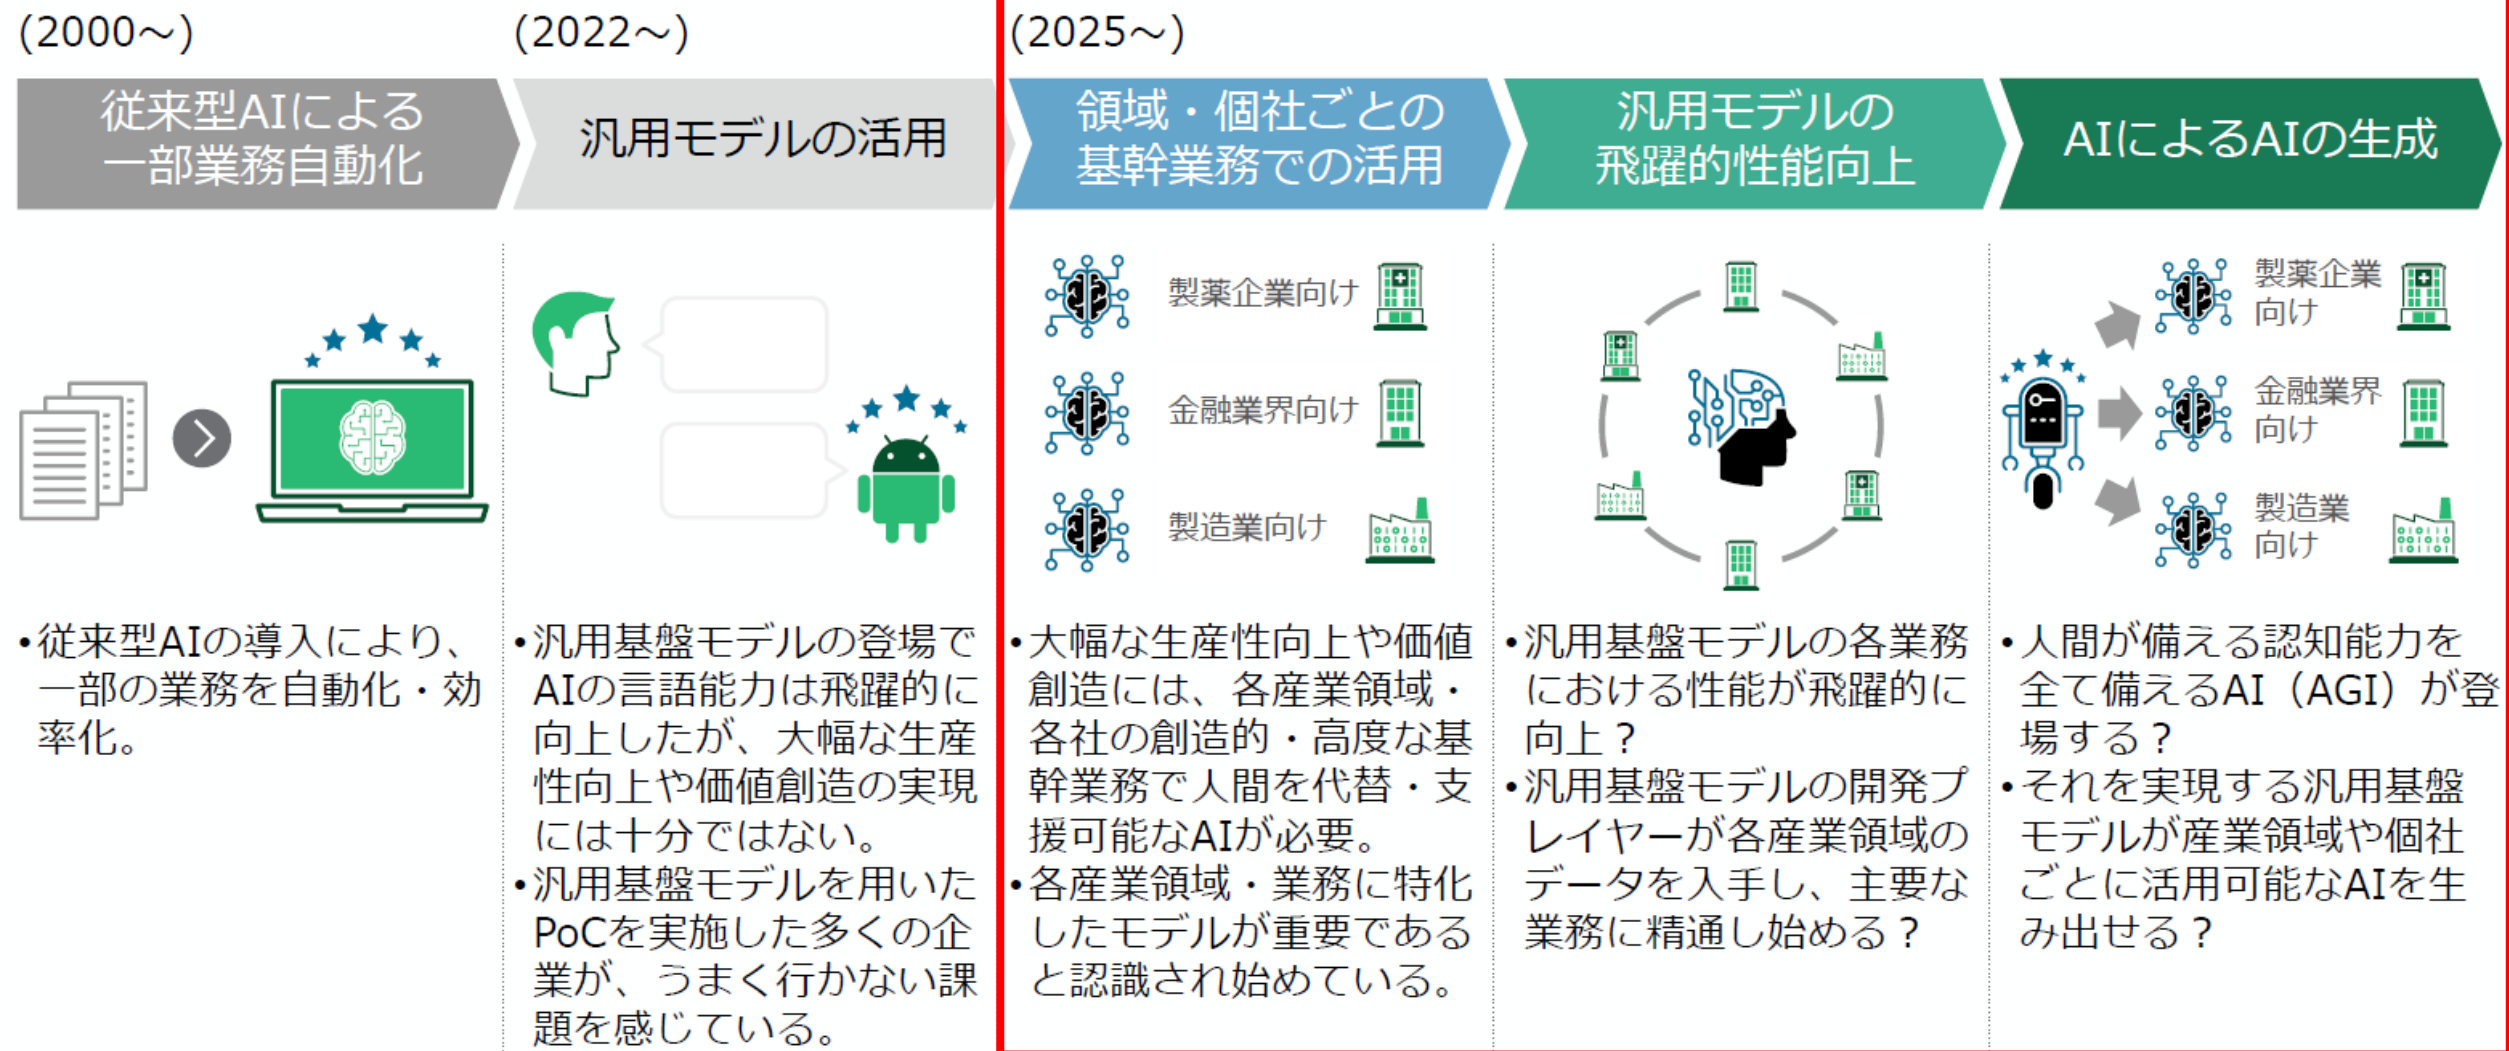 (2000～)
従来型AIによる
一部業務自動化
•従来型AIの導入により、
一部の業務を自動化・効
率化。
(2022～)
汎用モデルの活用
•汎用基盤モデルの登場で
AIの言語能力は飛躍的に
向上したが、大幅な生産
性向上や価値創造の実現
には十分ではない。
•汎用基盤モデルを用いた
PoCを実施した多くの企
業が、うまく行かない課
題を感じている。
(2025～)
領域・個社ごとの
基幹業務での活用
製薬企業向け
金融業界向け
製造業向け
•大幅な生産性向上や価値
創造には、各産業領域・
各社の創造的・高度な基
幹業務で人間を代替・支
援可能なAIが必要。
•各産業領域・業務に特化
したモデルが重要である
と認識され始めている。
汎用モデルの
飛躍的性能向上
•汎用基盤モデルの各業務
における性能が飛躍的に
向上？
•汎用基盤モデルの開発プ
レイヤーが各産業領域の
データを入手し、主要な
業務に精通し始める？
AIによるAIの生成
製薬企業
向け
金融業界
向け
製造業
向け
•人間が備える認知能力を
全て備えるAI（AGI）が登
場する？
•それを実現する汎用基盤
モデルが産業領域や個社
ごとに活用可能なAIを生
み出せる？